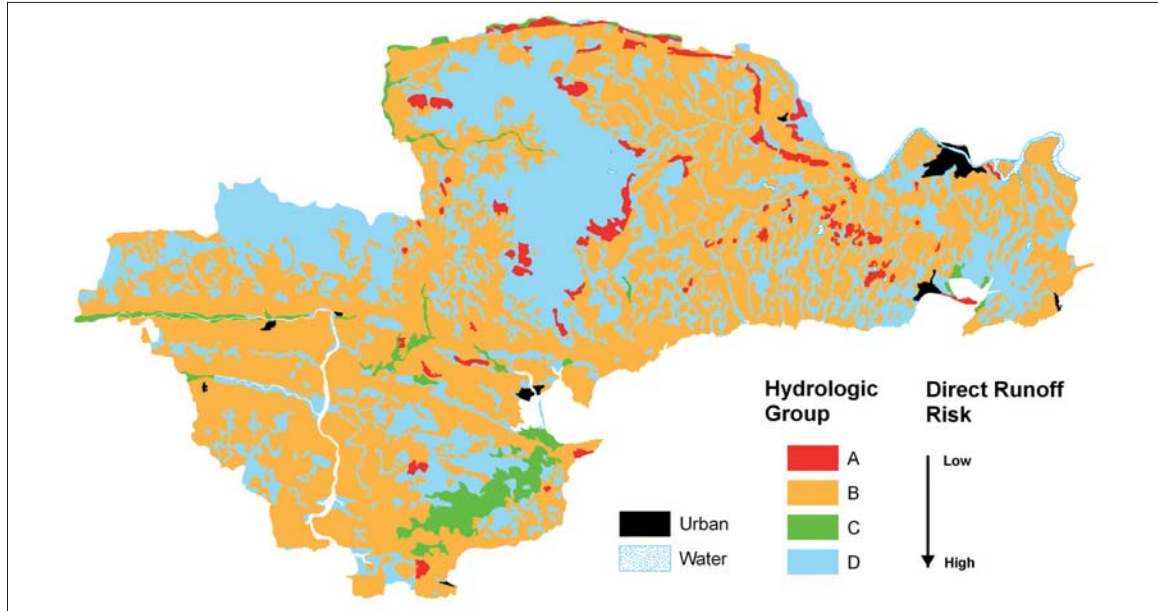 Hydrologic
Group
Direct Runoff
Risk
A
Low
B
Urban
C
Water
D
High